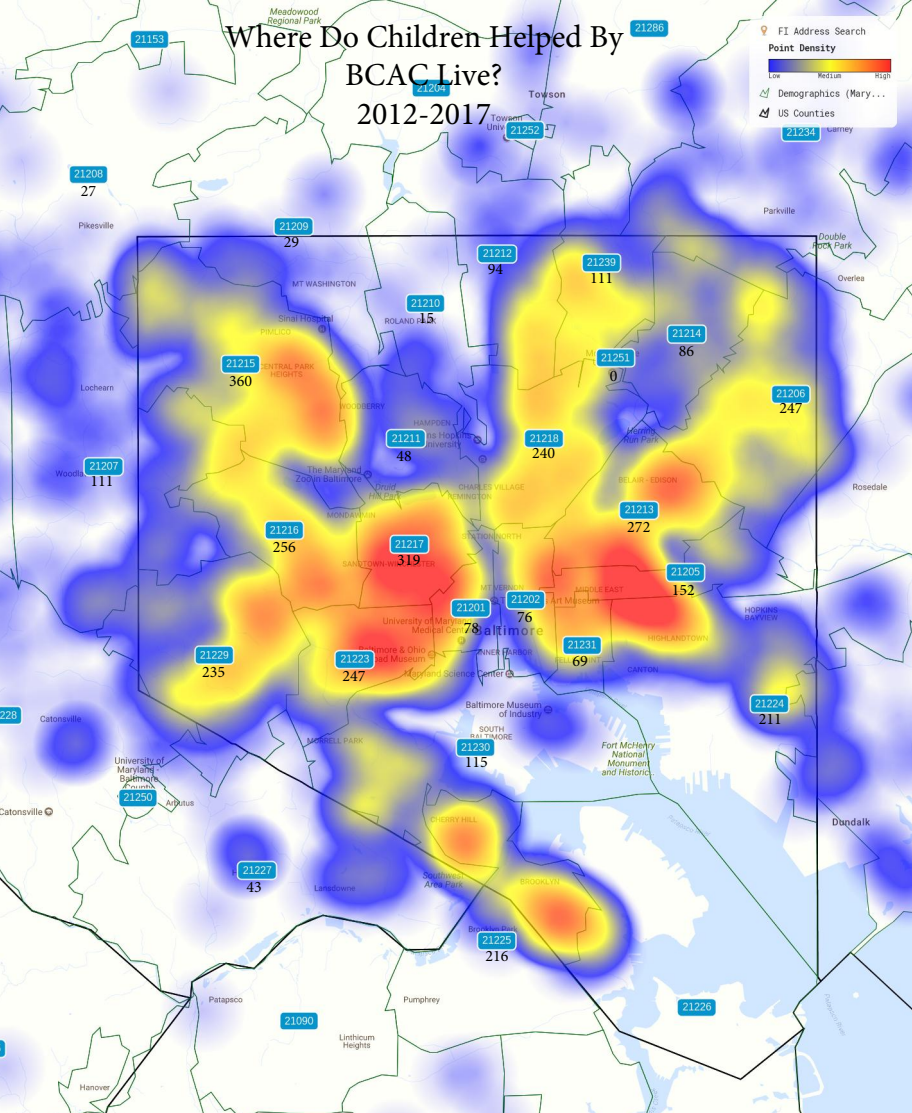 Meadowood
Regional Park
21153
Where Do Children Helped By
21286
BCAC Live?
21204
2012-2017
FI Address Search
Point Density
Low Medium High
Demographics (Mary...
US Counties
Towson
Towson
21252
21234
Carney
21208
27
Pikesville
21209
29
Parkville
Double
Rock Park
21212
94
21239
111
Overlea
MT WASHINGTON
21210
15
ROLAND PARK
Sinai Hospital
PIMLICO
21214
86
21251
0
21215
360
CENTRAL PARK
HEIGHTS
Lochearn
21206
247
WOODBERRY
HAMPDEN
21211
48
21218
240
Herring
Run Park
21207
111
The Maryland
Zoo in Baltimore
Druid
Hill Park
CHARLES VILLAGE
REMINGTON
BELAIR - EDISON
Rosedale
21213
272
MONDAWMIN
21216
256
STATION NORTH
21217
319
21205
152
MT VERNON
MIDDLE EAST
Art Museum
21201
78
21202
76
HOPKINS
BAYVIEW
University of Maryland
Medical Center
Baltimore
HIGHLANDTOWN
21231
69
INNER HARBOR
Baltimore & Ohio
21223
247
21229
235
Maryland Science Center
CANTON
21224
211
Baltimore Museum
of Industry
228
Catonsville
SOUTH
BALTIMORE
MORRELL PARK
21230
115
Fort McHenry
National
Monument
and Historic...
University of
Maryland -
Baltimore
County
21250
Arbutus
Catonsville
CHERRY HILL
Dundalk
21227
43
Lansdowne
Southwest
Area Park
BROOKLYN
Brooklyn Park
21225
216
Patapsco
Pumphrey
21226
21090
Linthicum
Heights
Hanover